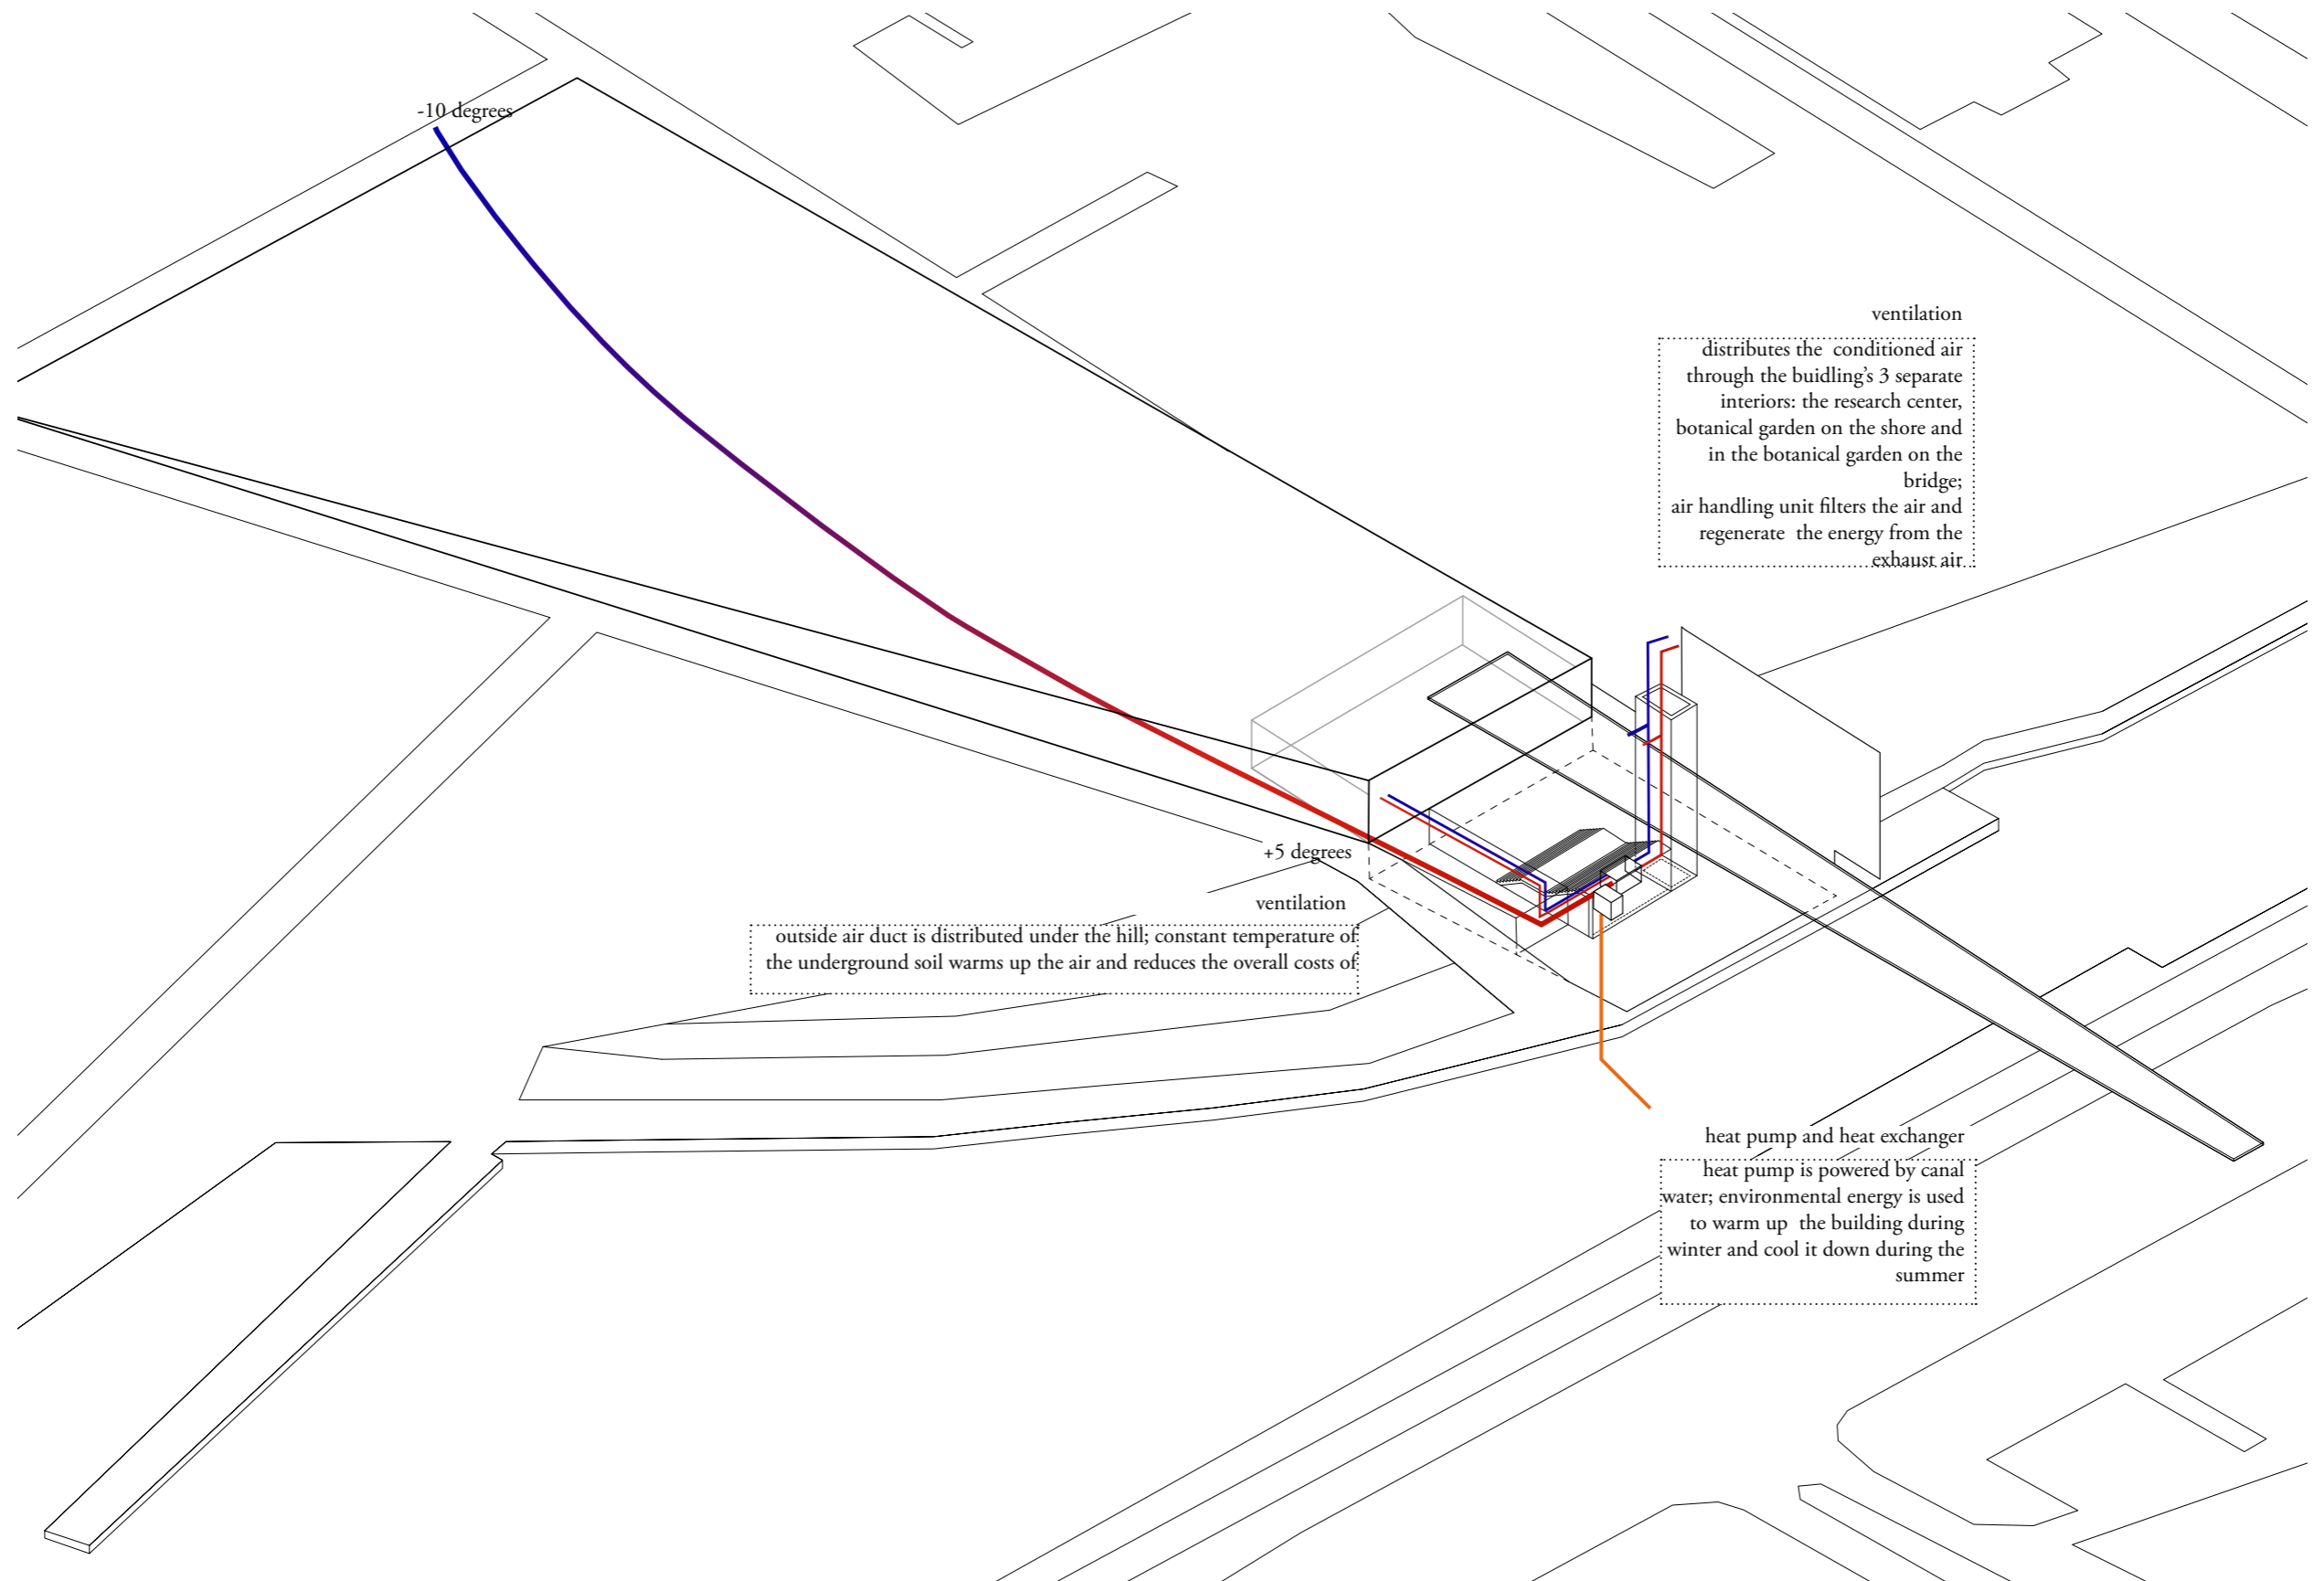 -10 degrees
ventilation
distributes the conditioned air
through the buidling’s 3 separate
interiors: the research center,
botanical garden on the shore and
in the botanical garden on the
bridge;
air handling unit filters the air and
regenerate the energy from the
exhaust air
+5 degrees
ventilation
outside air duct is distributed under the hill; constant temperature of
the underground soil warms up the air and reduces the overall costs of
heat pump and heat exchanger
heat pump is powered by canal
water; environmental energy is used
to warm up the building during
winter and cool it down during the
summer